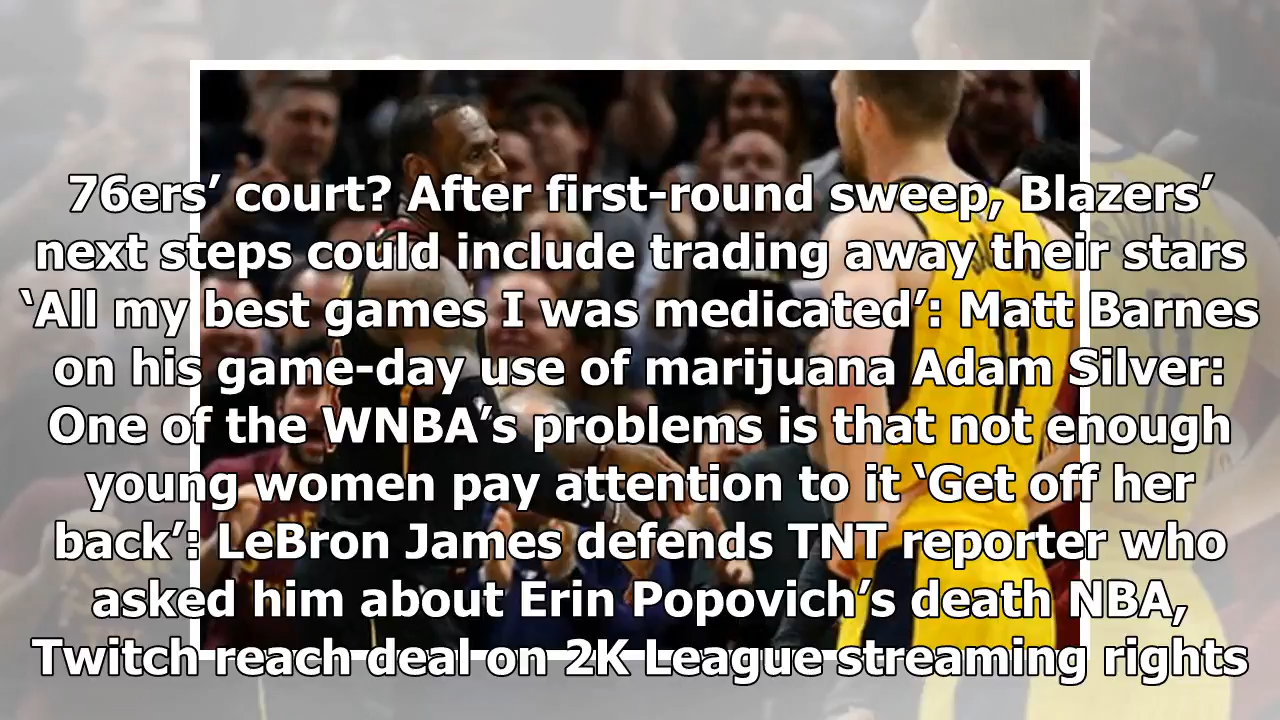 76ers’ court? After first-round sweep, Blazers’
next steps could include trading away their stars
‘All my best games I was medicated’: Matt Barnes
on his game-day use of marijuana Adam Silver:
One of the WNBA’s problems is that not enough
young women pay attention to it ‘Get off her
back’: LeBron James defends TNT reporter who
asked him about Erin Popovich’s death NBA,
Twitch reach deal on 2K League streaming rights